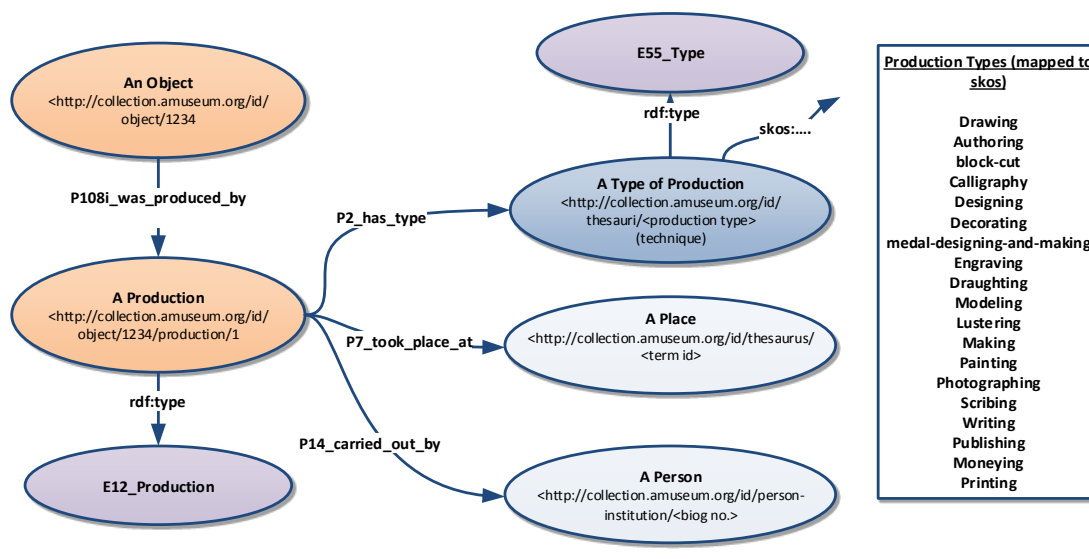 An Object
<http://collection.amuseum.org/id/
object/1234
P108i_was_produced_by
A Production
<http://collection.amuseum.org/id/
object/1234/production/1
rdf:type
E12_Production
P2_has_type
P7_took_place_at
P14_carried_out_by
E55_Type
rdf:type
skos:....
A Type of Production
<http://collection.amuseum.org/id/
thesauri/<production type>
(technique)
A Place
<http://collection.amuseum.org/id/thesaurus/
<term id>
A Person
<http://collection.amuseum.org/id/person-
institution/<biog no.>
Production Types (mapped to
skos)
Drawing
Authoring
block-cut
Calligraphy
Designing
Decorating
medal-designing-and-making
Engraving
Draughting
Modeling
Lustering
Making
Painting
Photographing
Scribing
Writing
Publishing
Moneying
Printing